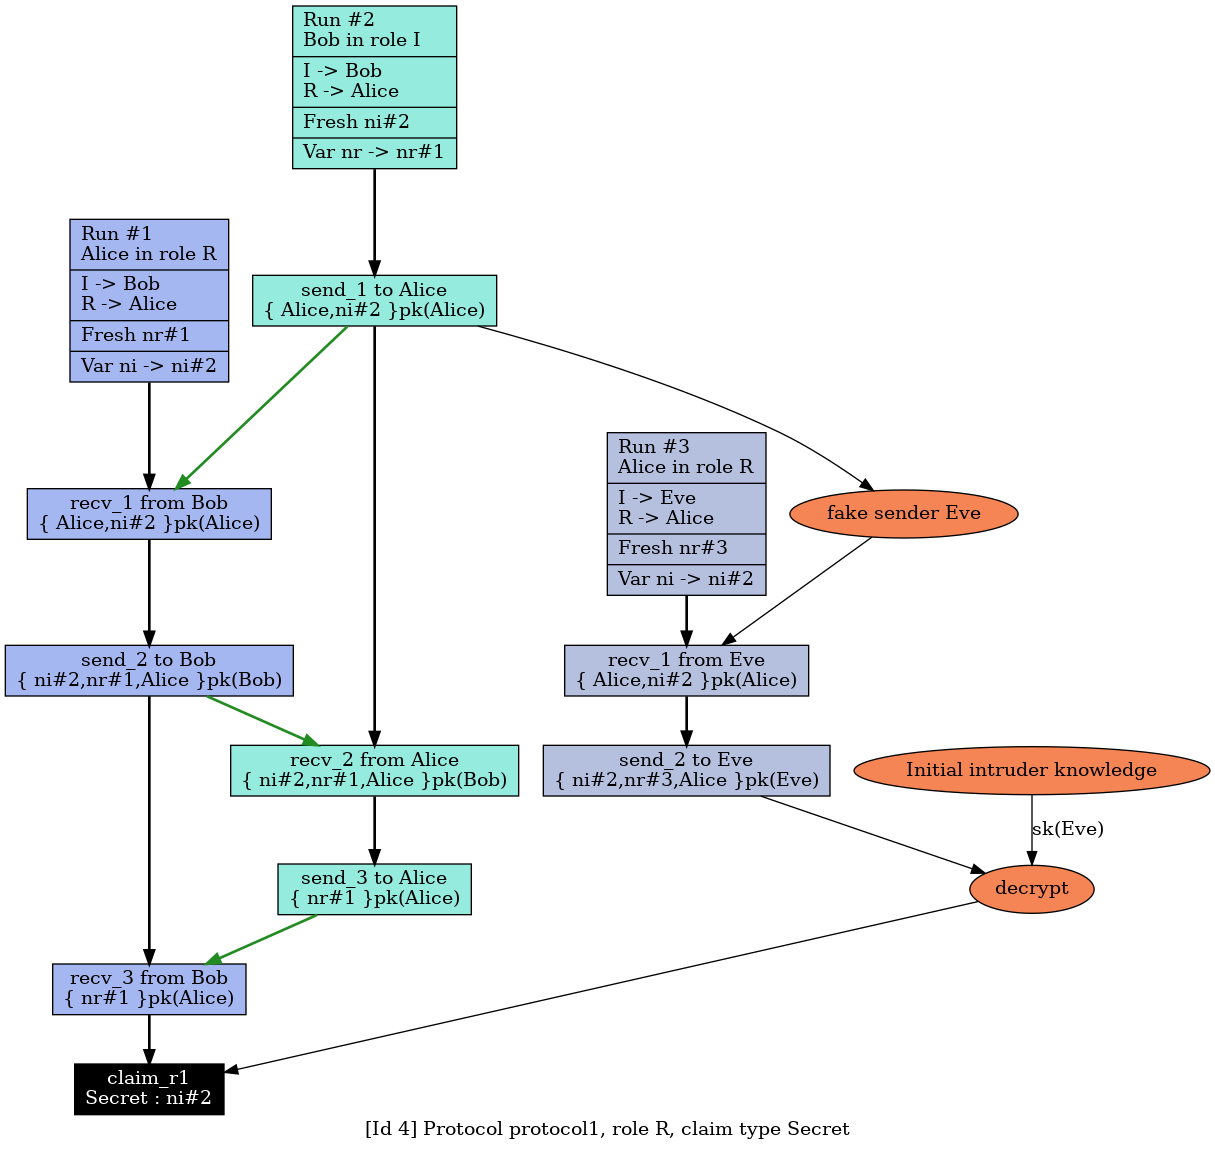 Run #2
Bob in role I
I -> Bob
R -> Alice
Fresh ni#2
Var nr -> nr#1
Run #1
Alice in role R
I -> Bob
R -> Alice
Fresh nr#1
Var ni -> ni#2
send_1 to Alice
{ Alice,ni#2 }pk(Alice)
Run #3
Alice in role R
I -> Eve
R -> Alice
Fresh nr#3
Var ni -> ni#2
recv_1 from Bob
{ Alice,ni#2 }pk(Alice)
fake sender Eve
send_2 to Bob
{ ni#2,nr#1,Alice }pk(Bob)
recv_1 from Eve
{ Alice,ni#2 }pk(Alice)
recv_2 from Alice
{ ni#2,nr#1,Alice }pk(Bob)
send_2 to Eve
{ ni#2,nr#3,Alice }pk(Eve)
Initial intruder knowledge
sk(Eve)
send_3 to Alice
{ nr#1 }pk(Alice)
decrypt
recv_3 from Bob
{ nr#1 }pk(Alice)
claim_r1
Secret : ni#2
[Id 4] Protocol protocol1, role R, claim type Secret